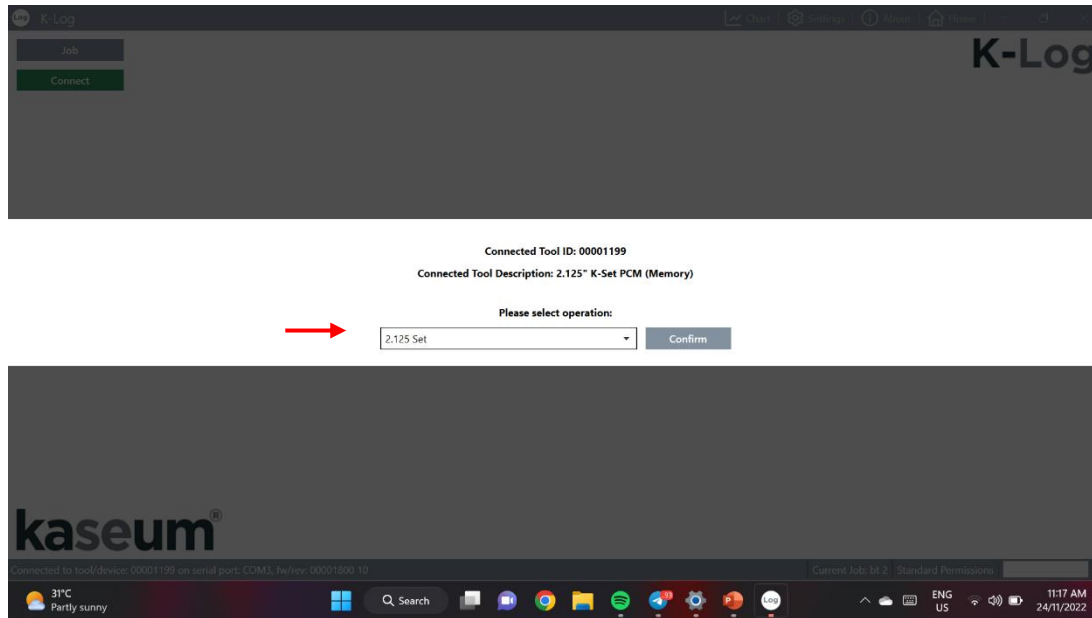 Log K-Log Chart Settings About Home
Job
K-Log
Connect
Connected Tool ID: 00001199
Connected Tool Description: 2.125" K-Set PCM (Memory)
Please select operation:
2.125 Set Confirm
kaseum®
Connected to tool/device: 00001199 on serial port: COM3, fw/rev: 00001800 10 Current Job: bt 2 Standard Permissions
31°C
Partly sunny
Search
93
Log
ENG
US
11:17 AM
24/11/2022